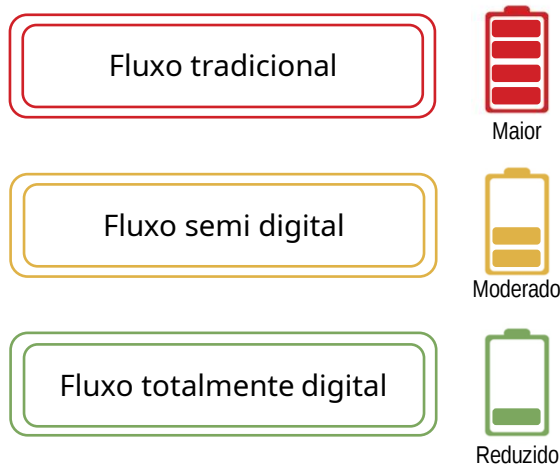 Fluxo tradicional
Maior
Fluxo semi digital
Moderado
Fluxo totalmente digital
Reduzido